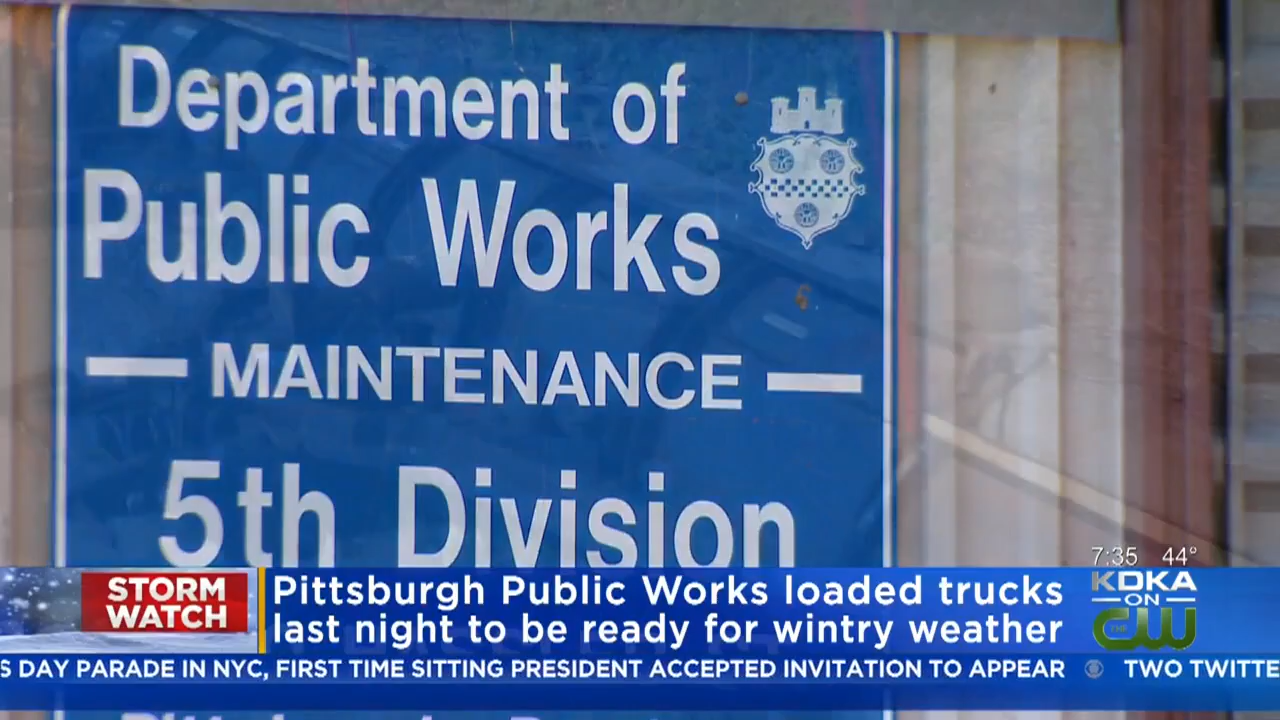 Department of
Public Works
MAINTENANCE
5th Division
7:35 44°
STORM
WATCH
Pittsburgh Public Works loaded trucks
last night to be ready for wintry weather
KDKA
ON
THE CW
S DAY PARADE IN NYC, FIRST TIME SITTING PRESIDENT ACCEPTED INVITATION TO APPEAR TWO TWITTE